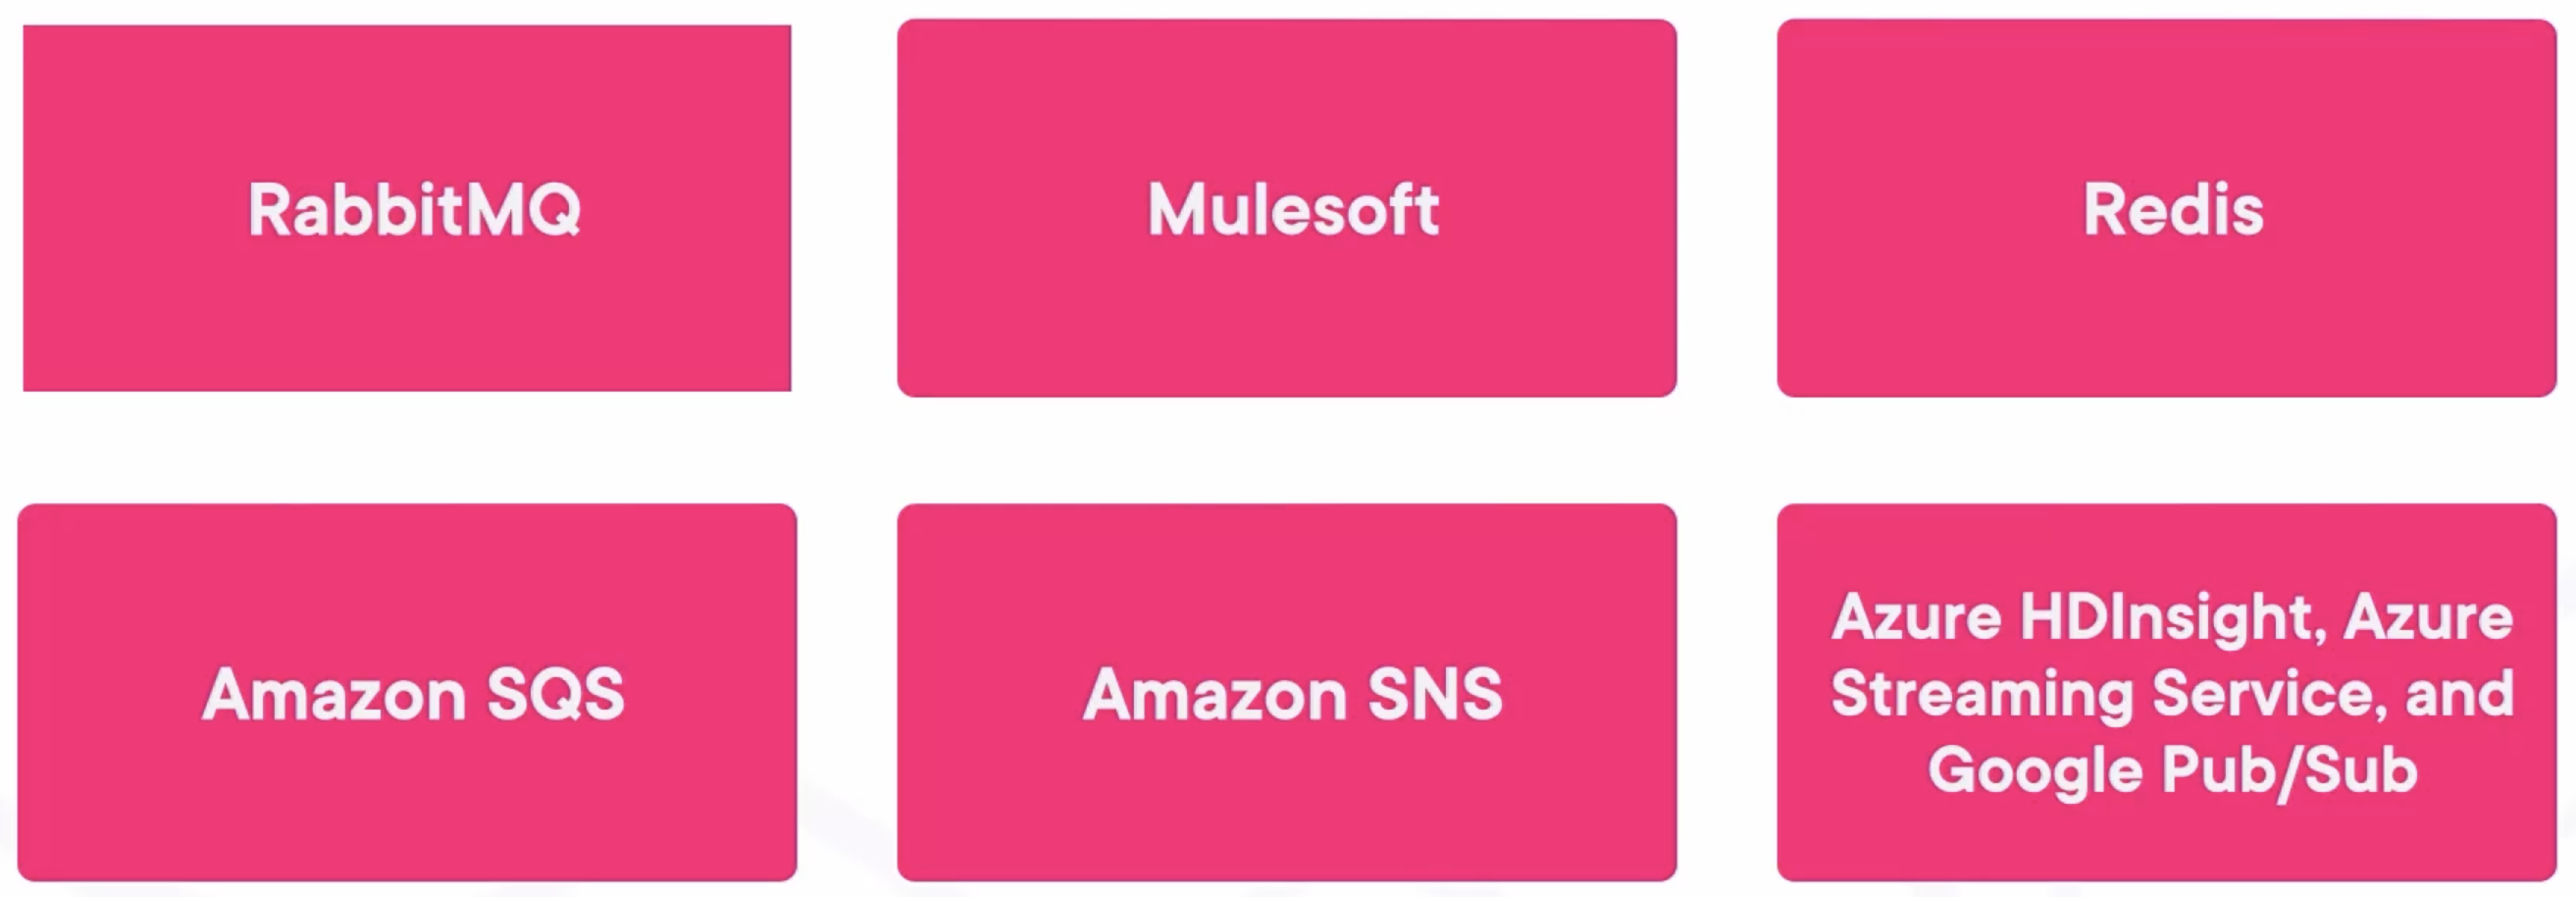 RabbitMQ
Mulesoft
Redis
Amazon SQS
Amazon SNS
Azure HDInsight, Azure
Streaming Service, and
Google Pub/Sub